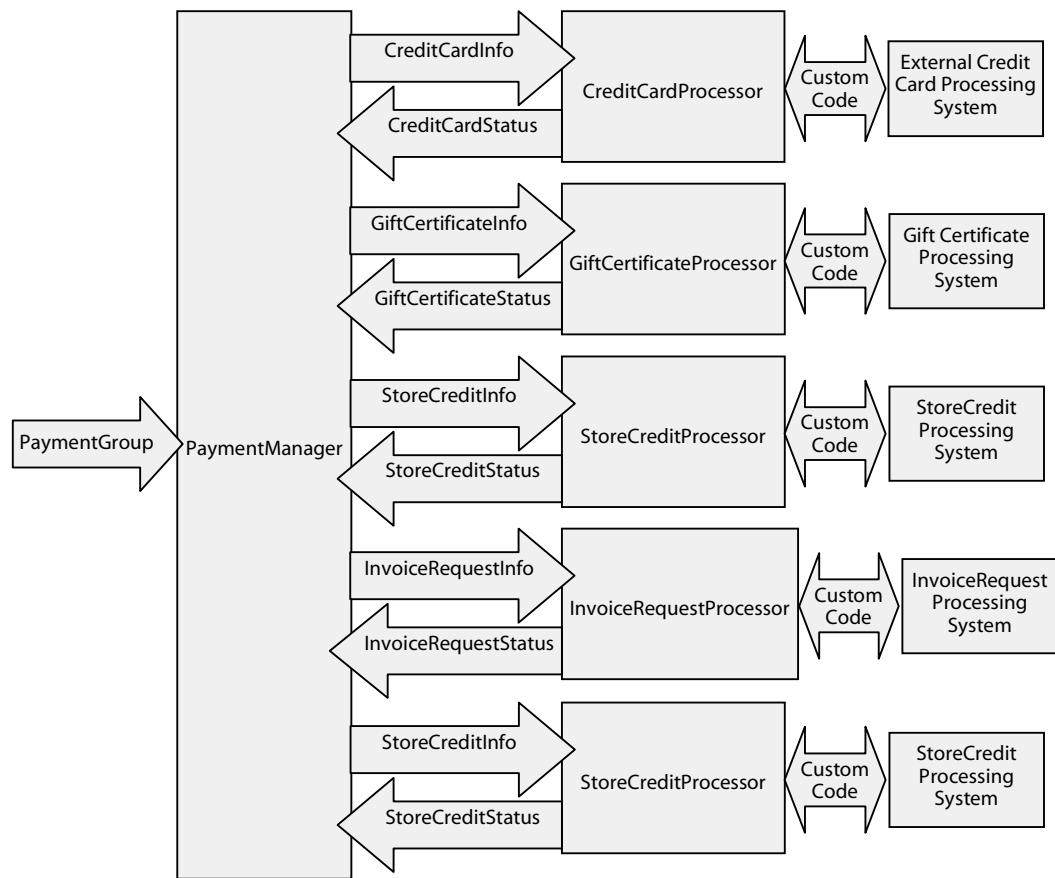 CreditCardInfo
CreditCardStatus
CreditCardProcessor
Custom
Code
External Credit
Card Processing
System
GiftCertificateInfo
GiftCertificateStatus
GiftCertificateProcessor
Custom
Code
Gift Certificate
Processing
System
PaymentGroup
PaymentManager
StoreCreditInfo
StoreCreditStatus
StoreCreditProcessor
Custom
Code
StoreCredit
Processing
System
InvoiceRequestInfo
InvoiceRequestStatus
InvoiceRequestProcessor
Custom
Code
InvoiceRequest
Processing
System
StoreCreditInfo
StoreCreditStatus
StoreCreditProcessor
Custom
Code
StoreCredit
Processing
System